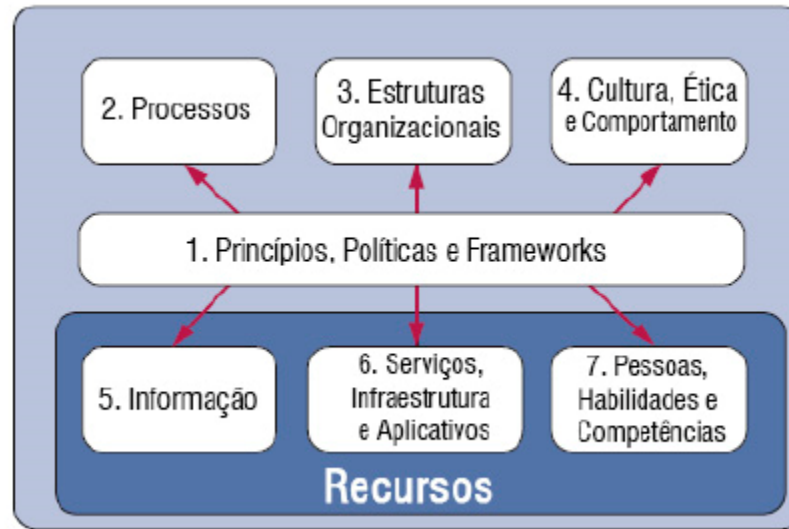 2. Processos
3. Estruturas
Organizacionais
4. Cultura, Ética
e Comportamento
1. Princípios, Políticas e Frameworks
5. Informação
6. Serviços,
Infraestrutura
e Aplicativos
7. Pessoas,
Habilidades e
Competências
Recursos